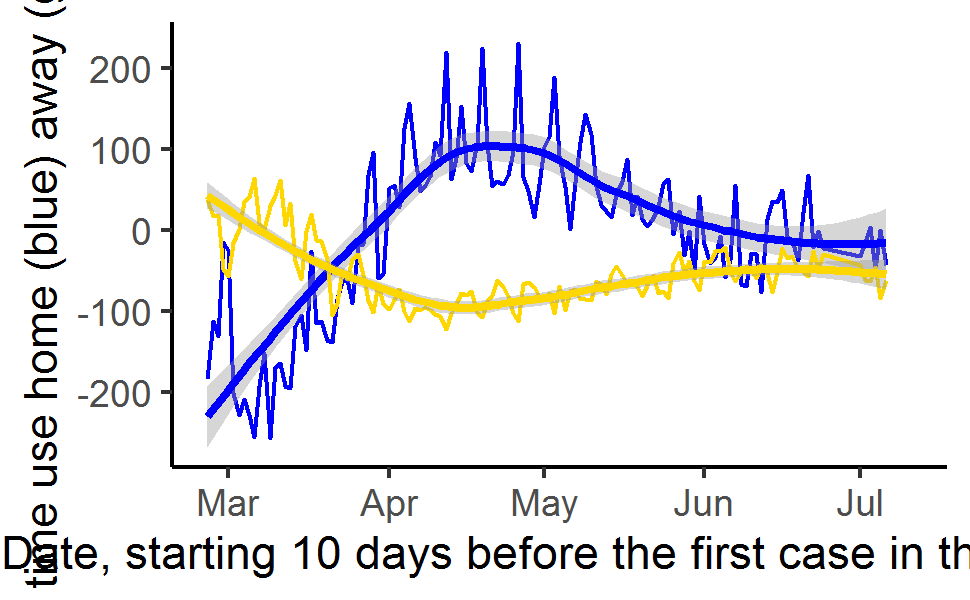 time use home (blue) away (
200
100
0
-100
-200
Mar Apr May Jun Jul
Date, starting 10 days before the first case in th